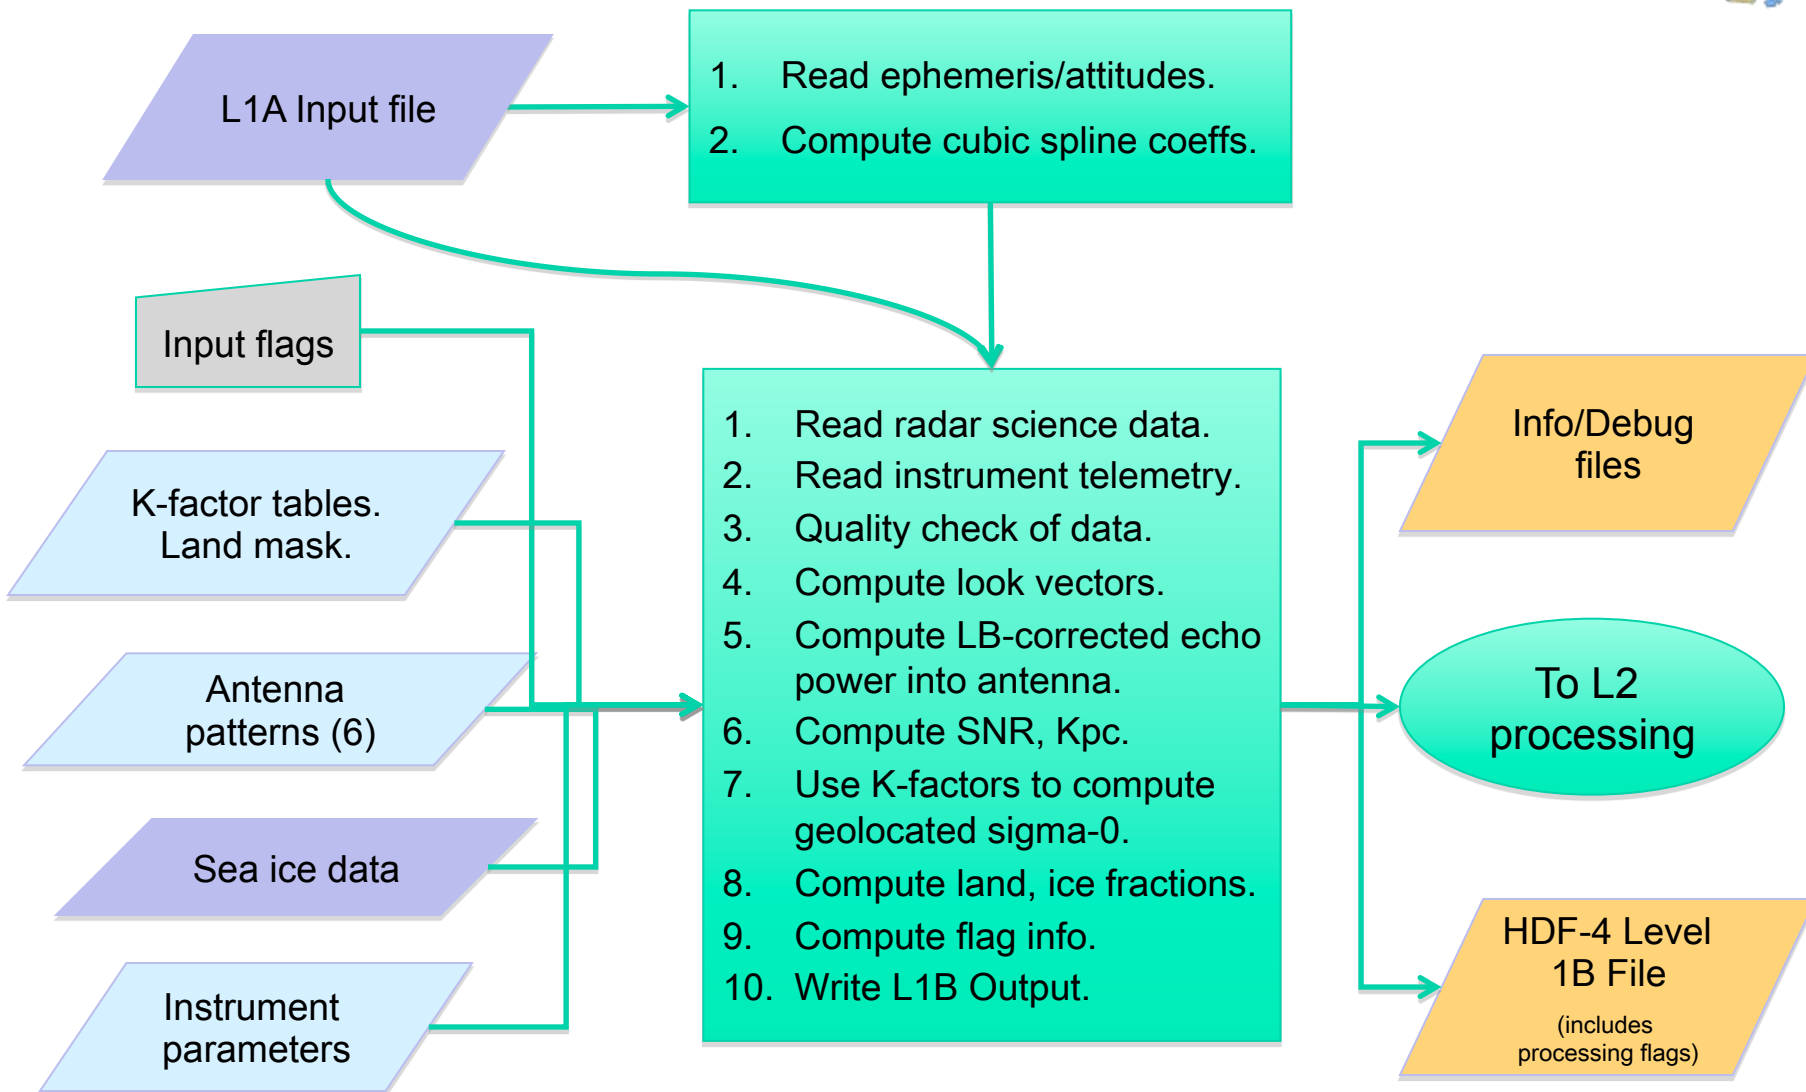 L1A Input file
1. Read ephemeris/attitudes.
2. Compute cubic spline coeffs.
Input flags
K-factor tables.
Land mask.
Antenna
patterns (6)
Sea ice data
Instrument
parameters
1. Read radar science data.
2. Read instrument telemetry.
3. Quality check of data.
4. Compute look vectors.
5. Compute LB-corrected echo
power into antenna.
6. Compute SNR, Kpc.
7. Use K-factors to compute
geolocated sigma-0.
8. Compute land, ice fractions.
9. Compute flag info.
10. Write L1B Output.
Info/Debug
files
To L2
processing
HDF-4 Level
1B File
(includes
processing flags)